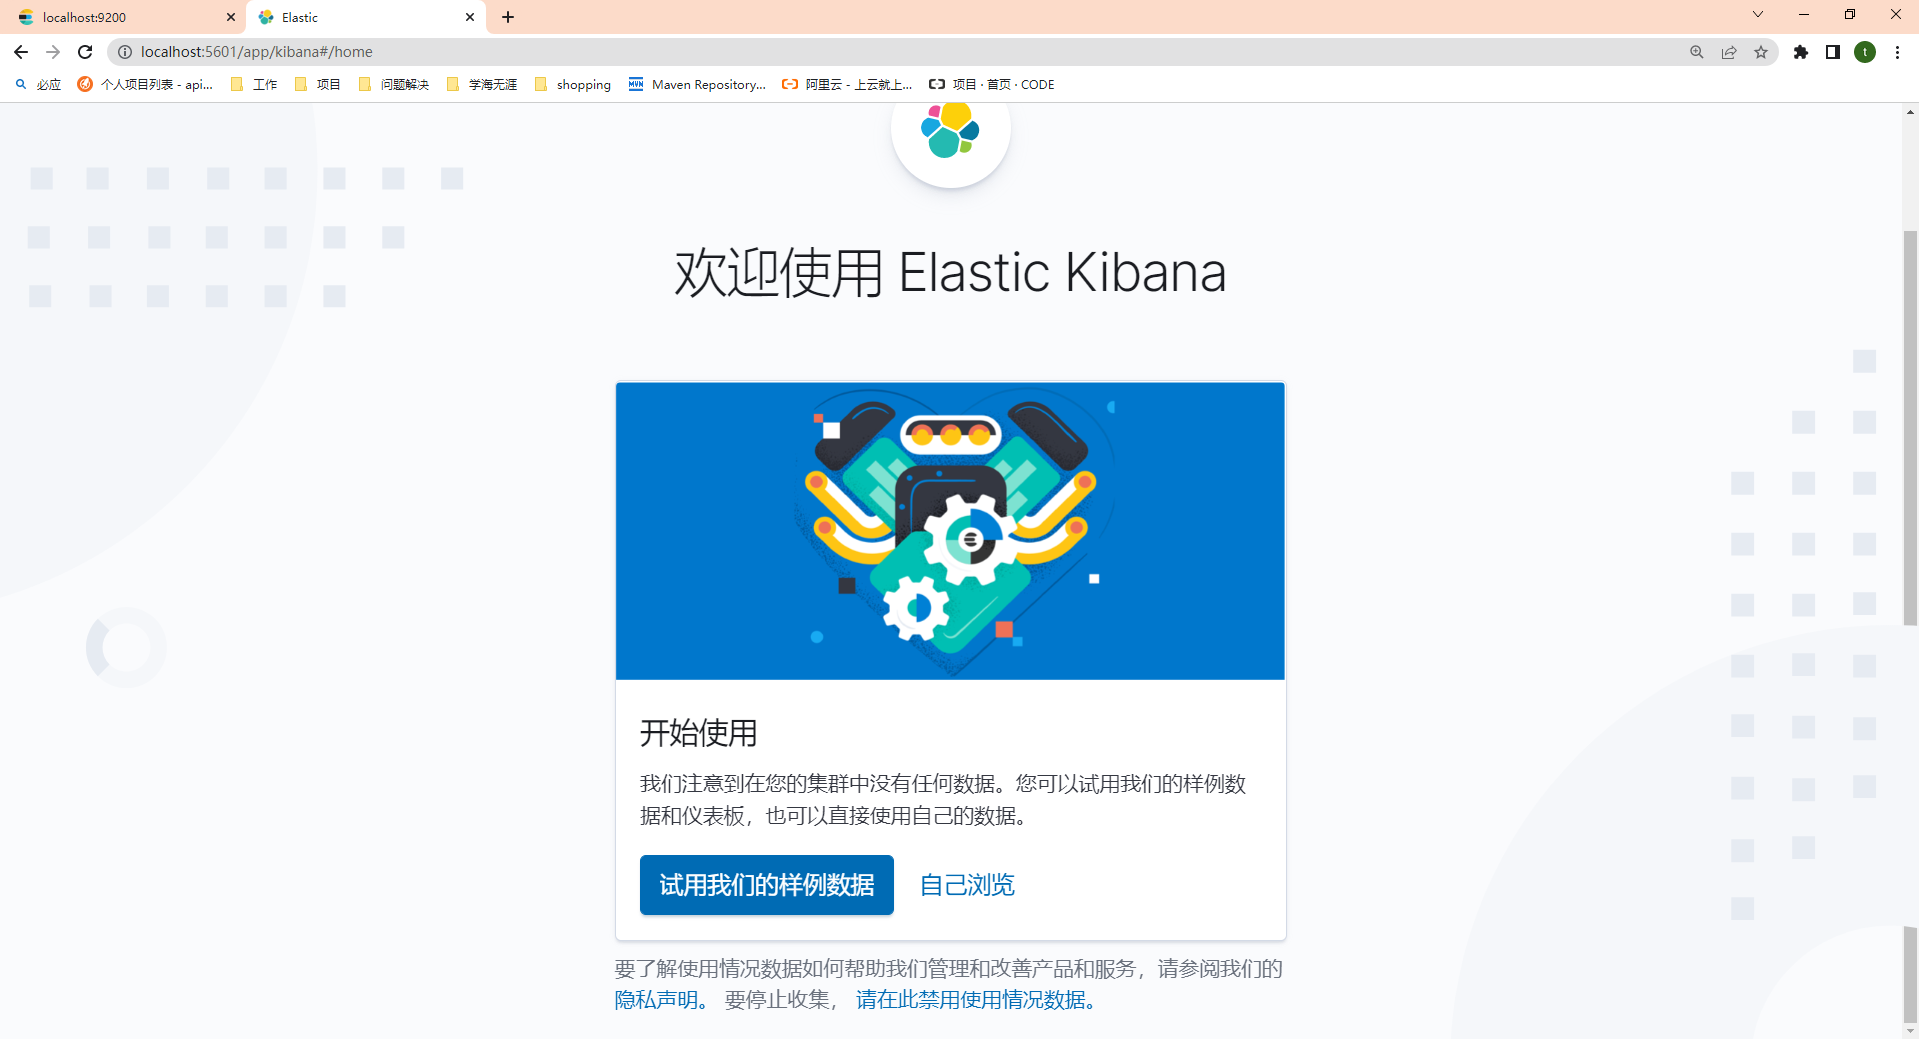 localhost:9200
Elastic
localhost:5601/app/kibana#/home
t
必应
个人项目列表 - api...
工作
项目
问题解决
学海无涯
shopping
MVN
Maven Repository...
阿里云 - 上云就上...
项目 · 首页 · CODE
欢迎使用 Elastic Kibana
开始使用
我们注意到在您的集群中没有任何数据。您可以试用我们的样例数
据和仪表板，也可以直接使用自己的数据。
试用我们的样例数据
自己浏览
要了解使用情况数据如何帮助我们管理和改善产品和服务，请参阅我们的
隐私声明。 要停止收集， 请在此禁用使用情况数据。